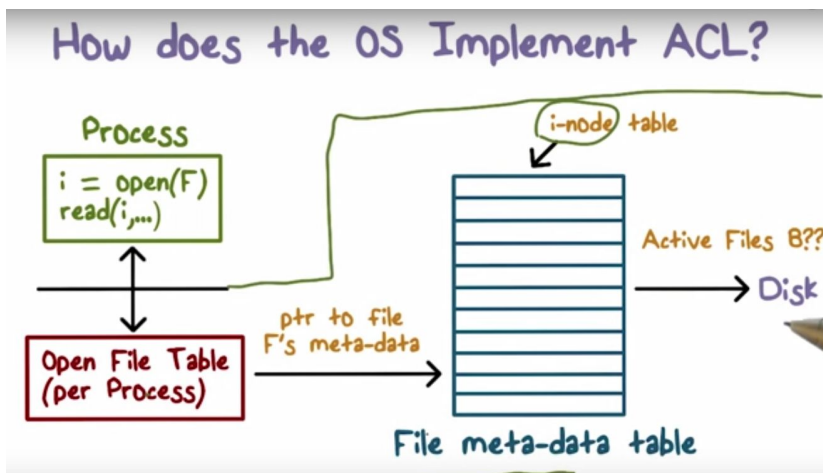 How does the OS Implement ACL?
Process
i = open(F)
read(i,...)
i-node table
Active Files B??
Disk
ptr to file
F's meta-data
Open File Table
(per Process)
File meta-data table